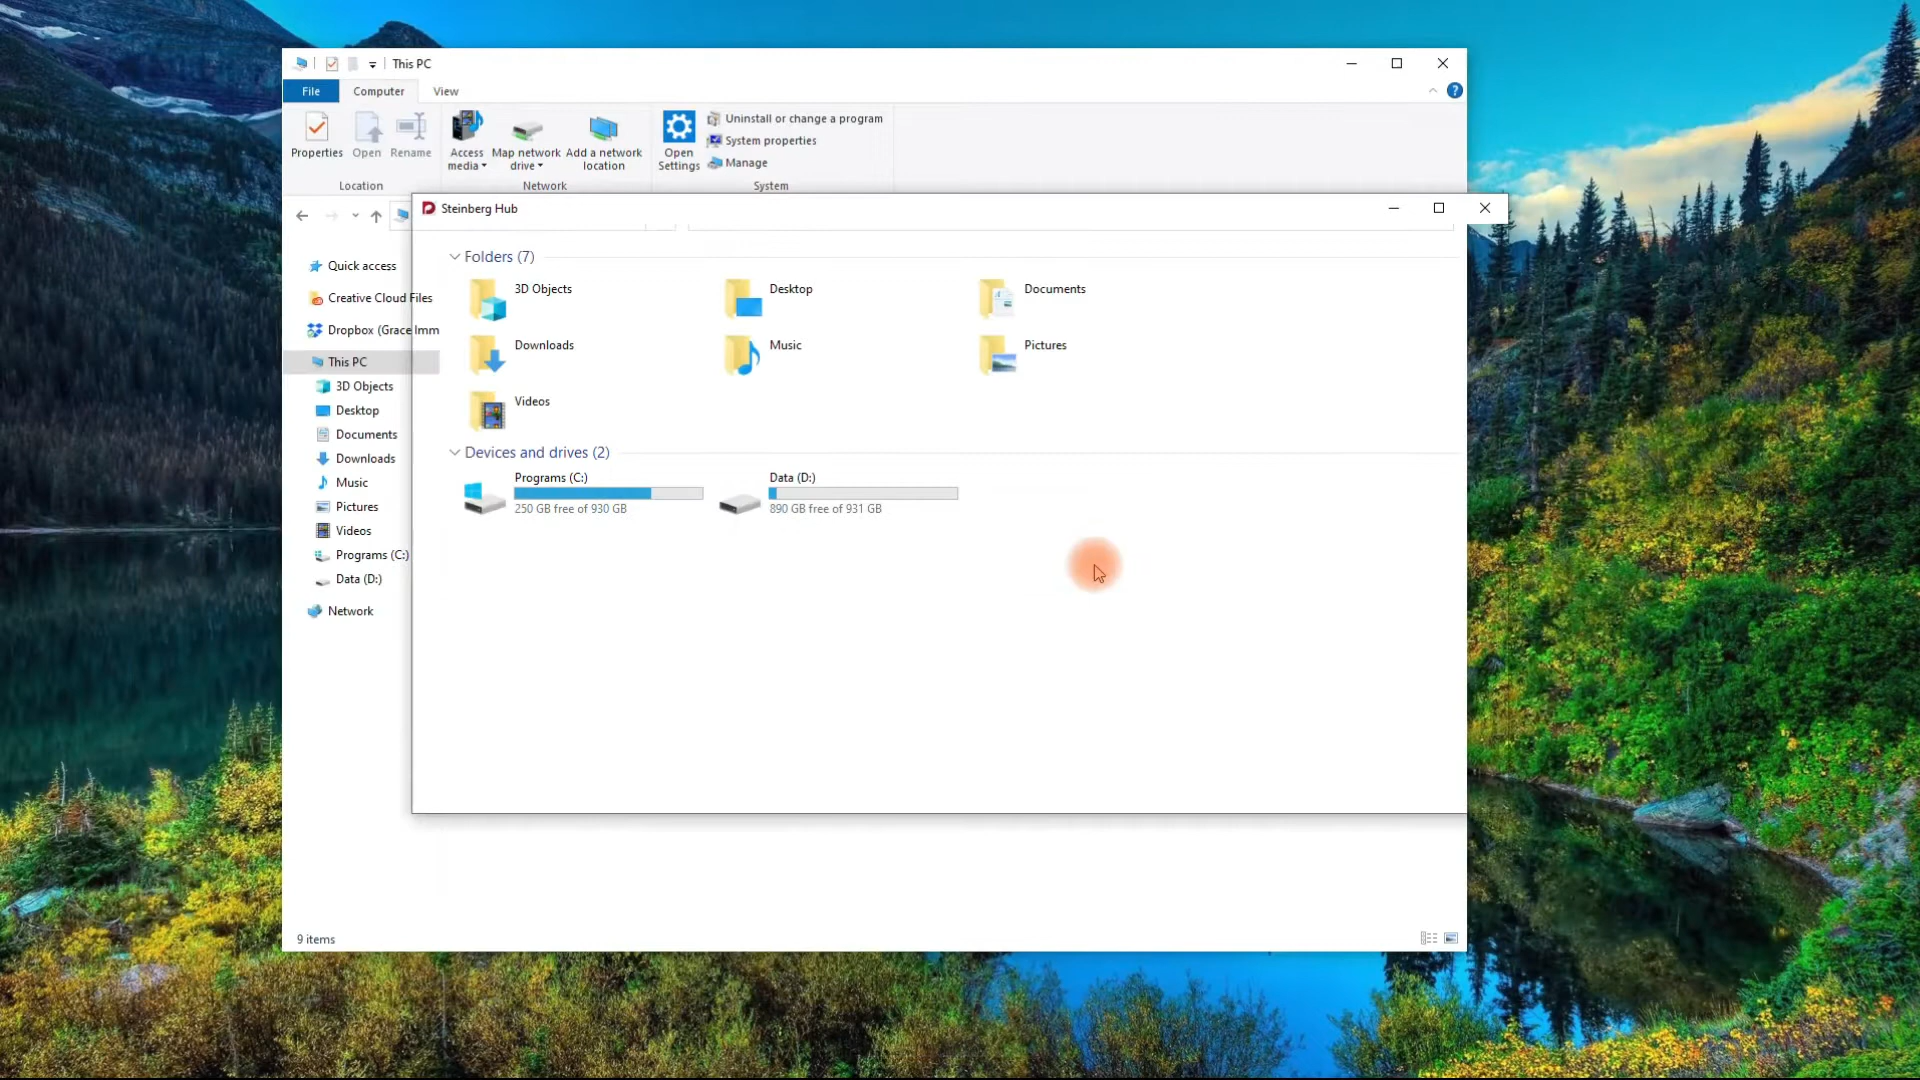 This PC
File Computer View
Properties Open Rename
Access media
Map network drive
Add a network location
Open Settings
Uninstall or change a program
System properties
Manage
Location Network System
Steinberg Hub
Quick access
Creative Cloud Files
Dropbox (Grace Imm
This PC
3D Objects
Desktop
Documents
Downloads
Music
Pictures
Videos
Programs (C:)
Data (D:)
Network
Folders (7)
3D Objects
Desktop
Documents
Downloads
Music
Pictures
Videos
Devices and drives (2)
Programs (C:)
250 GB free of 930 GB
Data (D:)
890 GB free of 931 GB
9 items